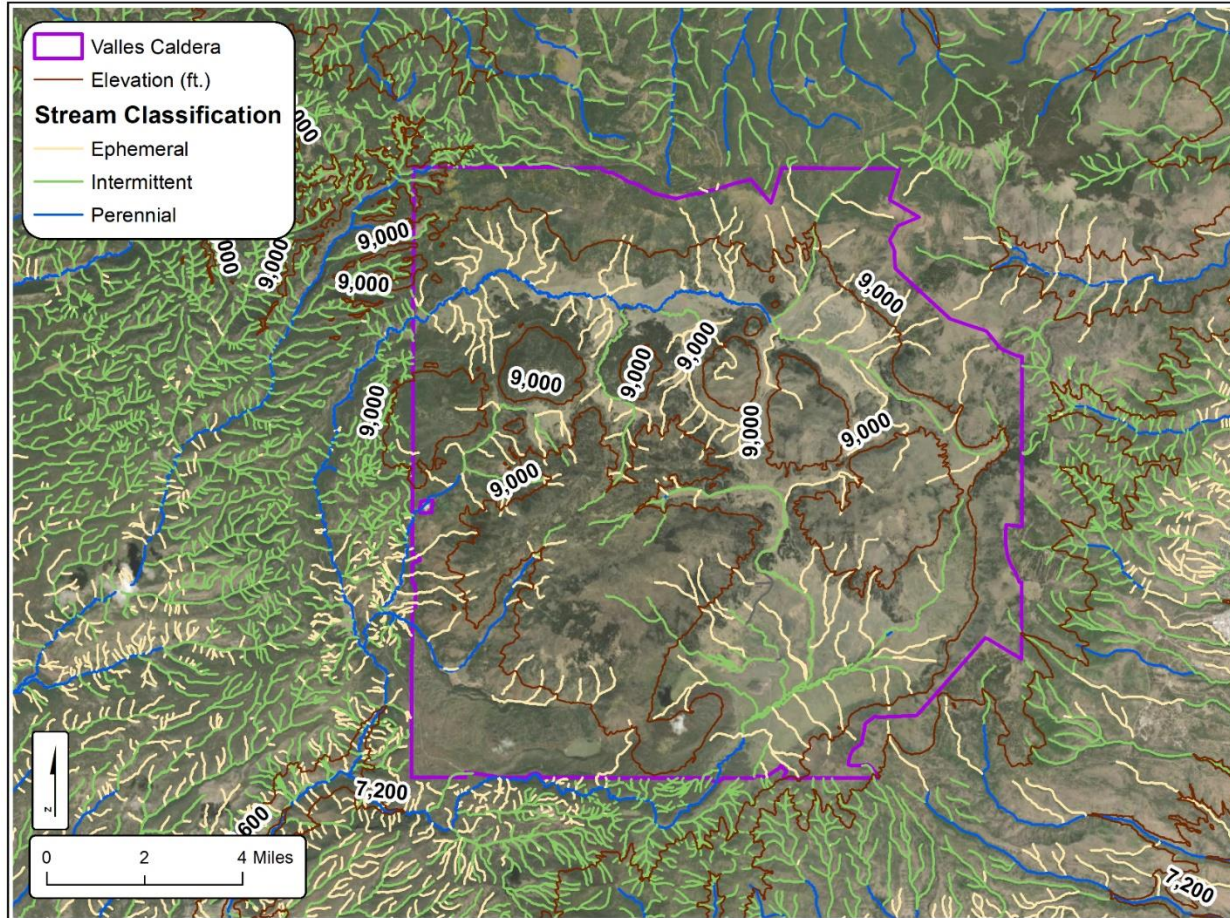 Valles Caldera
Elevation (ft.)
Stream Classification
Ephemeral
Intermittent
Perennial
9,000
9,000
9,000
9,000
9,000
9,000
9,000
9,000
9,000
9,000
9,000
7,200
600
7,200
N
0 2 4 Miles